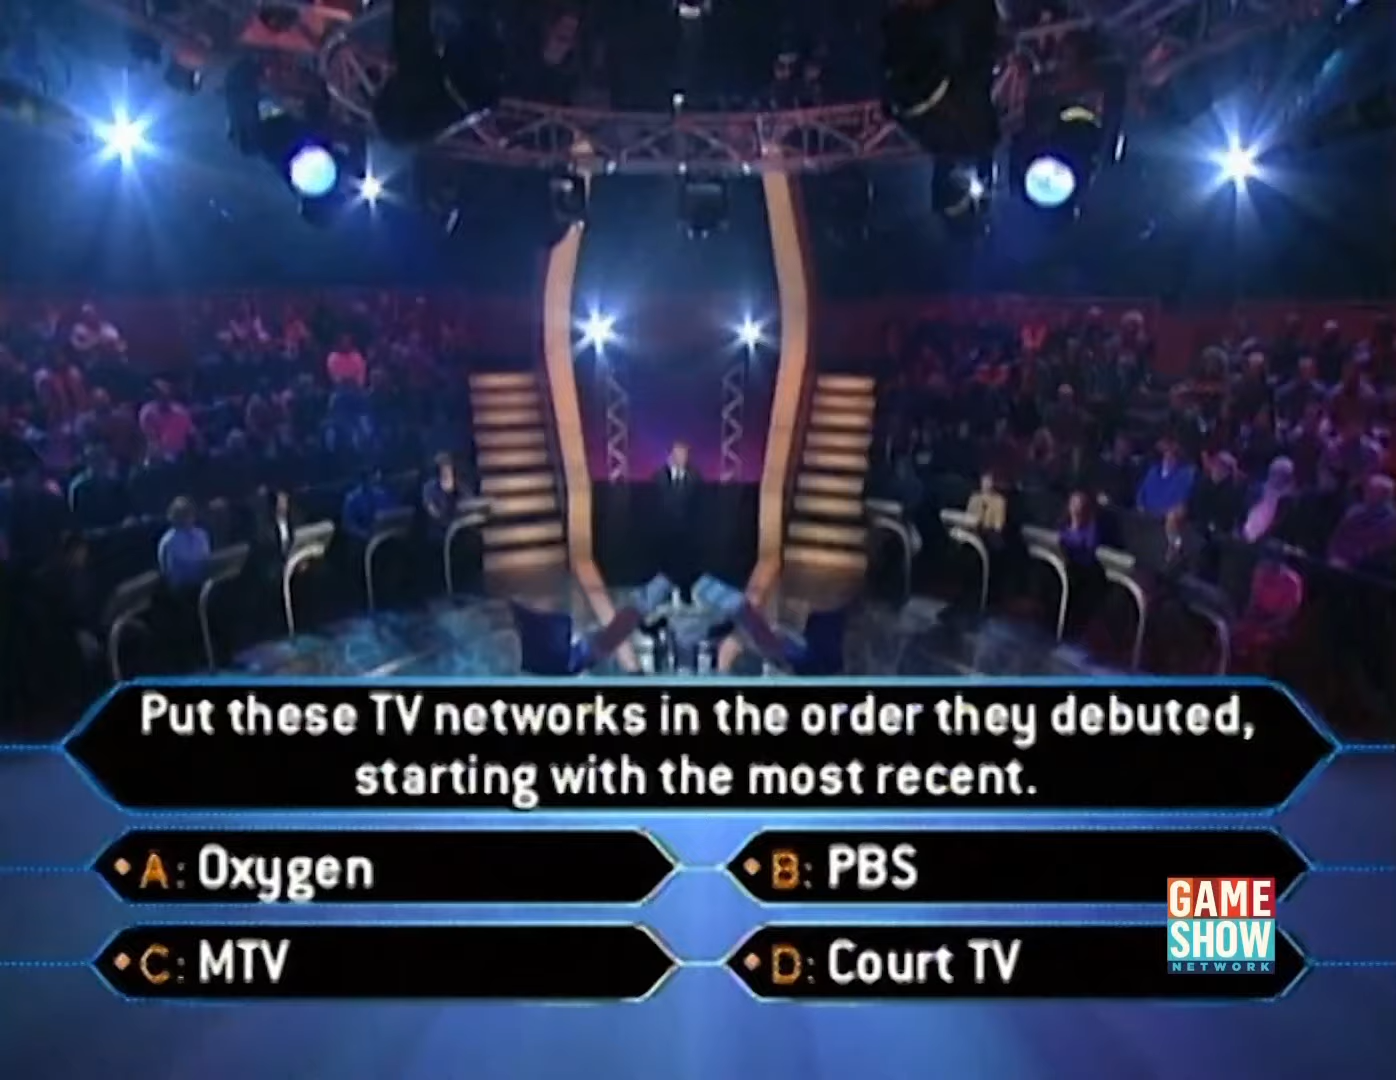 Put these TV networks in the order they debuted,
starting with the most recent.
A: Oxygen
B: PBS
C: MTV
D: Court TV
GAME
SHOW
NETWORK